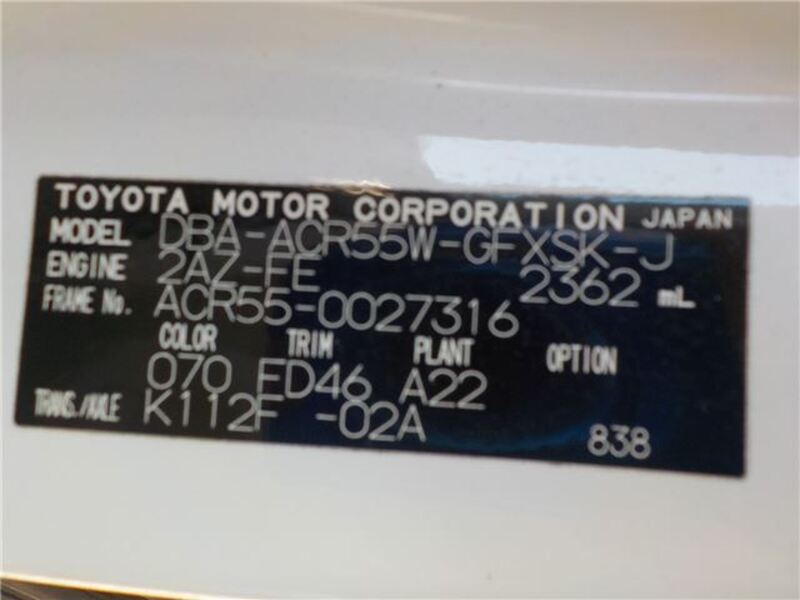 TOYOTA MOTOR CORPORATION JAPAN
MODEL DBA-ACR55W-GFXSK-J
ENGINE 2AZ-FE 2362 mL
FRAME No. ACR55-0027316
COLOR TRIM PLANT OPTION
070 FD46 A22
TRANS./AXLE K112F -02A
838